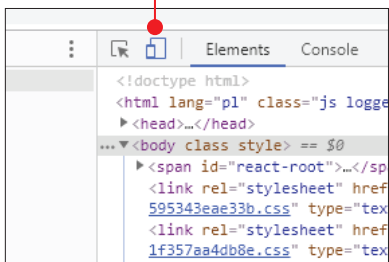 Elements Console
<!doctype html>
<html lang="pl" class="js logge
<head>…</head>
<body class style> == $0
<span id="react-root">…</sp
<link rel="stylesheet" href
595343eae33b.css" type="tex
<link rel="stylesheet" href
1f357aa4db8e.css" type="tex